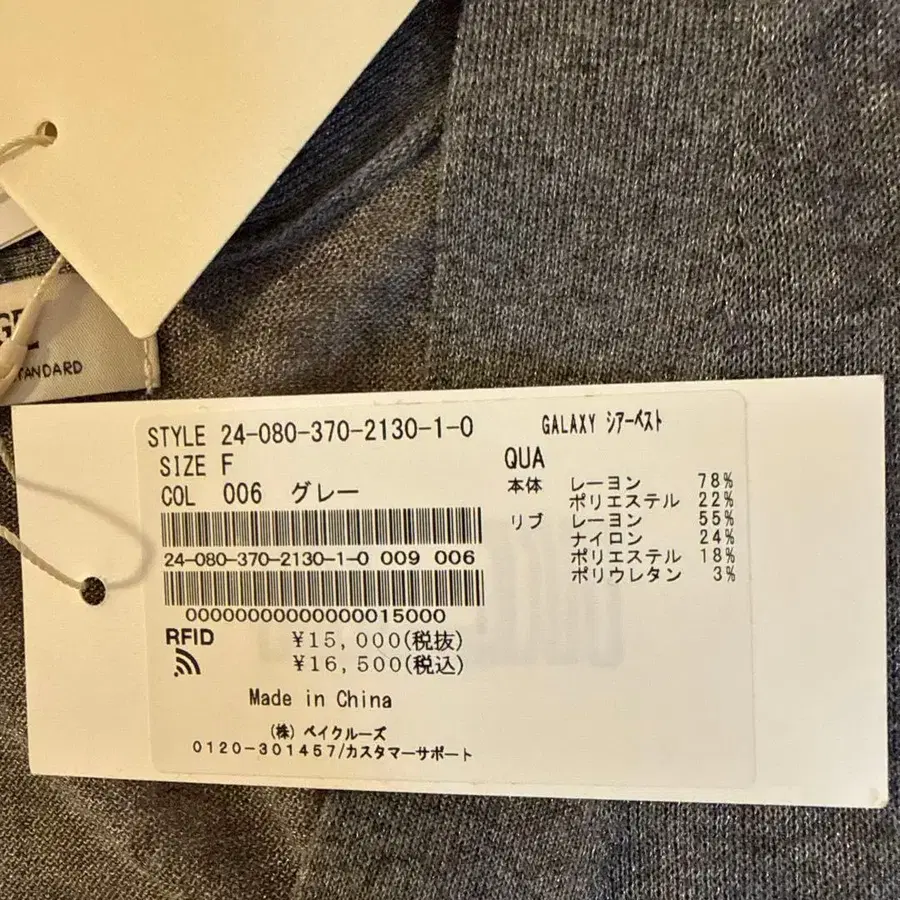 TANDARD
STYLE 24-080-370-2130-1-0
SIZE F
COL 006 グレー
24-080-370-2130-1-0 009 006
00000000000000015000
RFID
¥15,000(税抜)
¥16,500(税込)
Made in China
(株) ベイクルーズ
0120-301457/カスタマーサポート
GALAXY シアーベスト
QUA
本体 レーヨン 78%
ポリエステル 22%
リブ レーヨン 55%
ナイロン 24%
ポリエステル 18%
ポリウレタン 3%